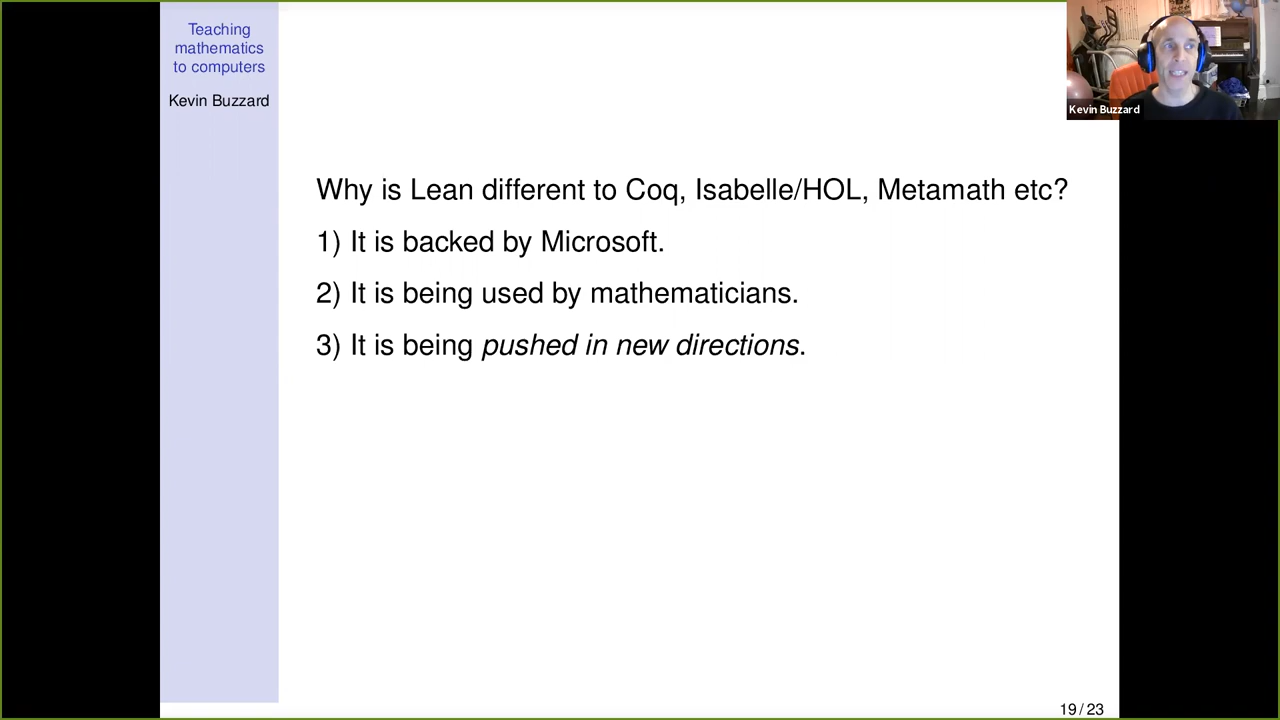 Teaching
mathematics
to computers
Kevin Buzzard
Kevin Buzzard
Why is Lean different to Coq, Isabelle/HOL, Metamath etc?
1) It is backed by Microsoft.
2) It is being used by mathematicians.
3) It is being pushed in new directions.
19 / 23